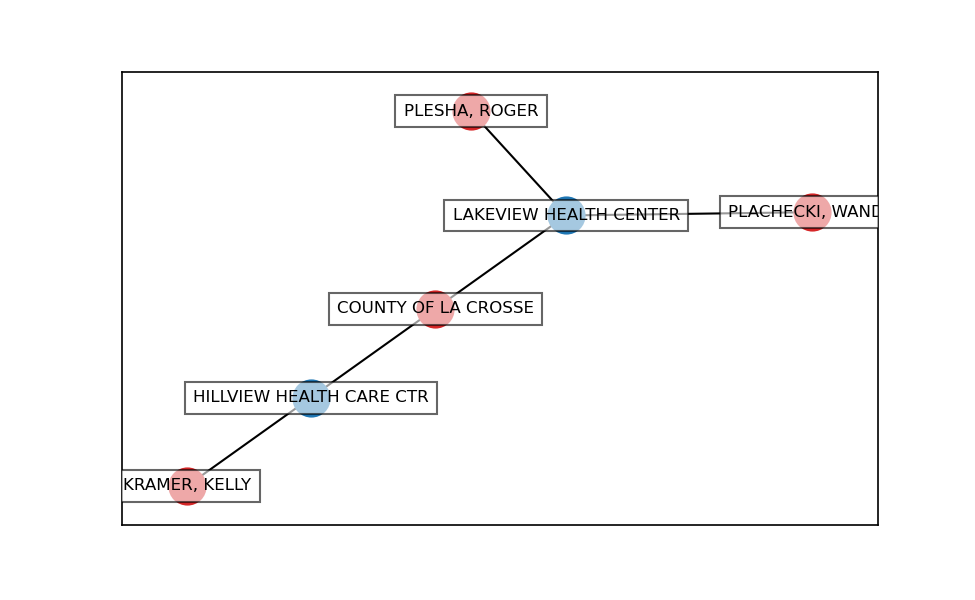 PLESHA, ROGER
LAKEVIEW HEALTH CENTER
PLACHECKI, WAND
COUNTY OF LA CROSSE
HILLVIEW HEALTH CARE CTR
KRAMER, KELLY